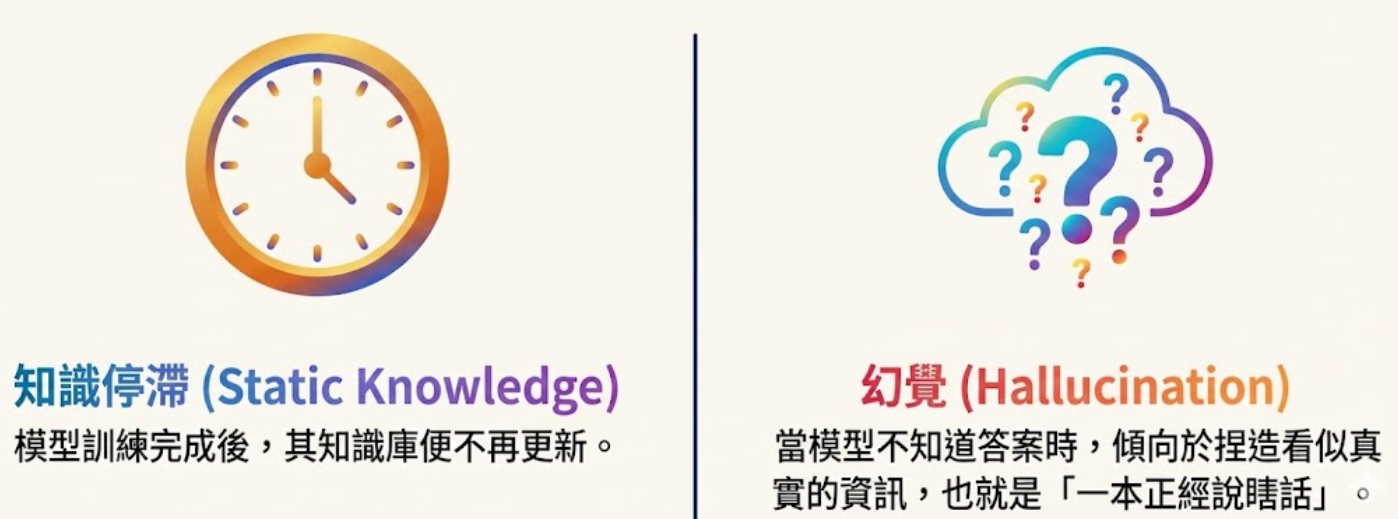 知識停滯 (Static Knowledge)
模型訓練完成後，其知識庫便不再更新。
幻覺 (Hallucination)
當模型不知道答案時，傾向於捏造看似真
實的資訊，也就是「一本正經說瞎話」。